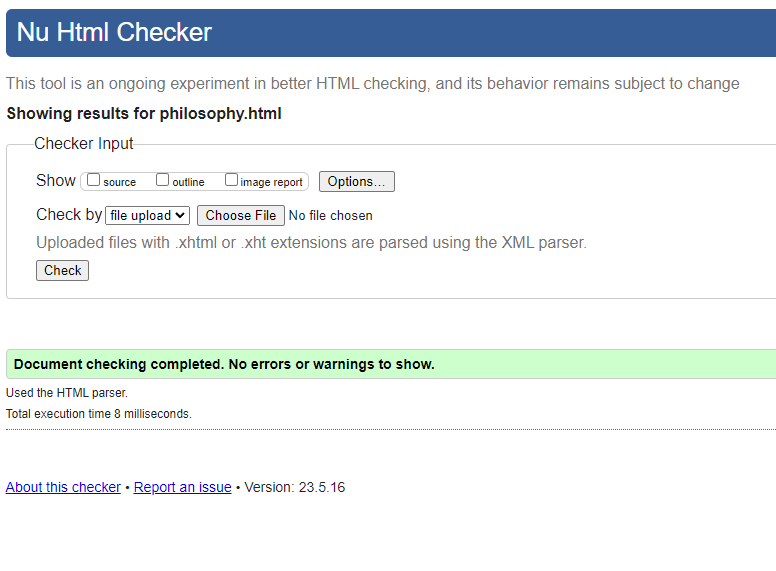 Nu Html Checker
This tool is an ongoing experiment in better HTML checking, and its behavior remains subject to change
Showing results for philosophy.html
Checker Input
Show source outline image report Options...
Check by file upload Choose File No file chosen
Uploaded files with .xhtml or .xht extensions are parsed using the XML parser.
Check
Document checking completed. No errors or warnings to show.
Used the HTML parser.
Total execution time 8 milliseconds.
About this checker • Report an issue • Version: 23.5.16